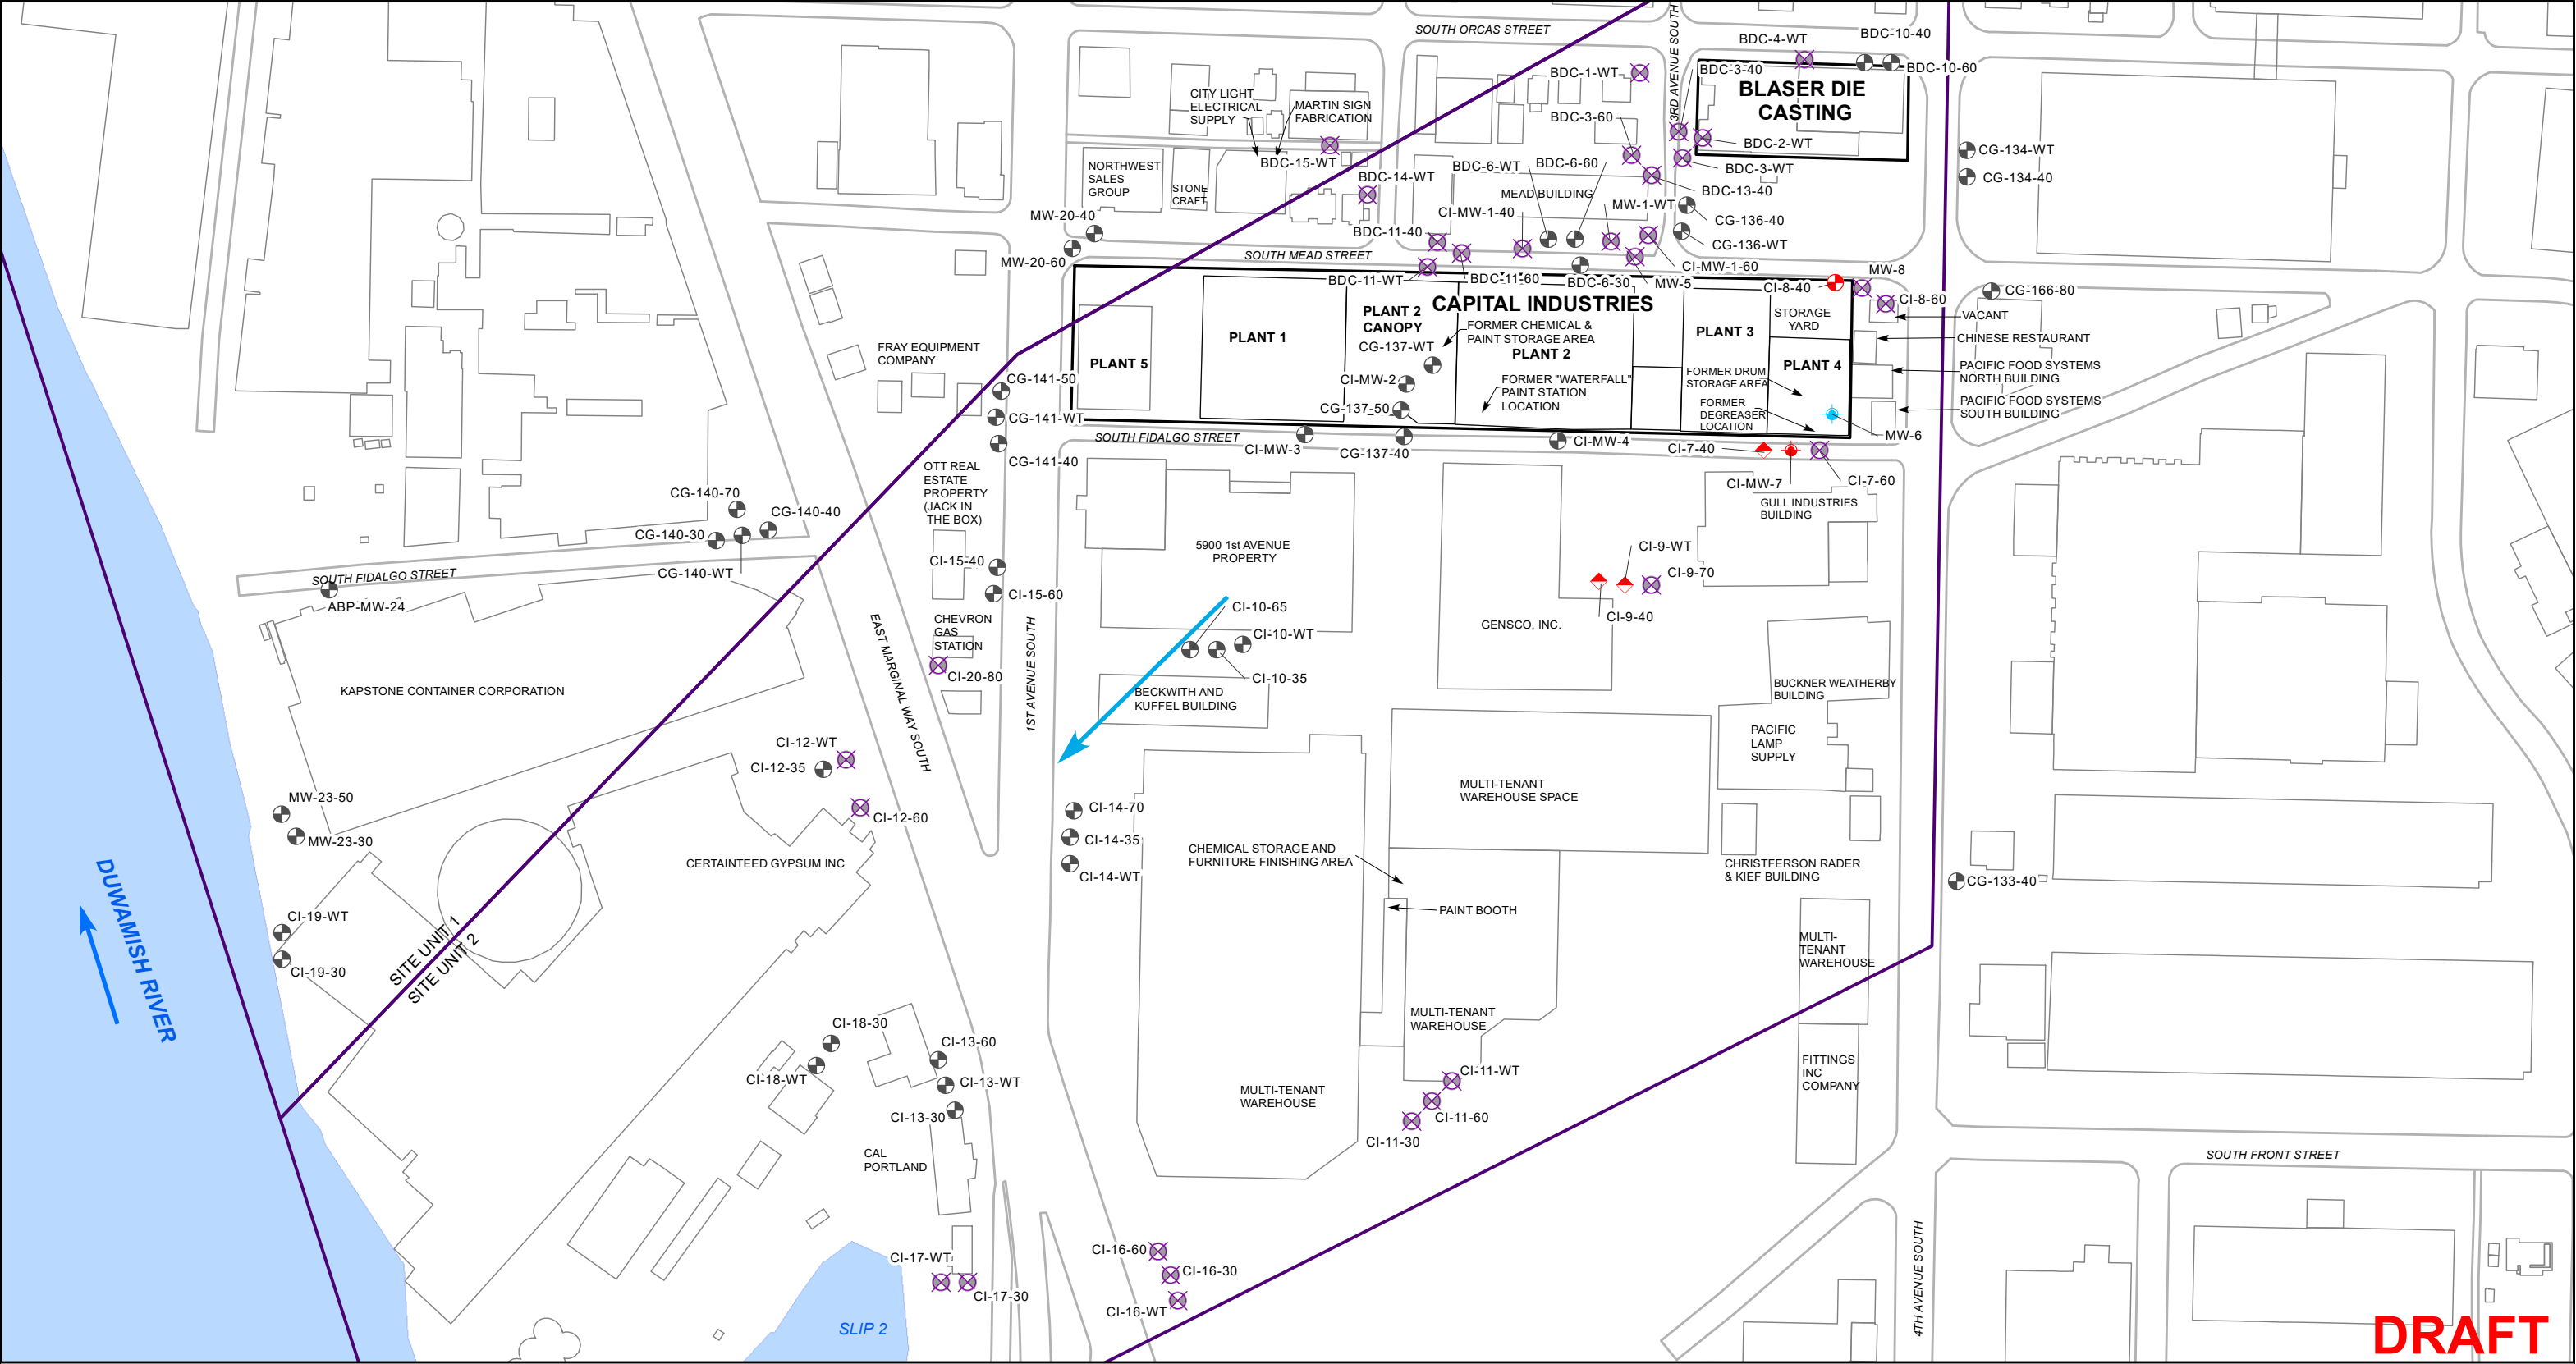 SOUTH ORCAS STREET
3RD AVENUE SOUTH
BDC-4-WT
BDC-10-40
BDC-10-60
BDC-1-WT
BDC-3-40
BLASER DIE
CASTING
CITY LIGHT
ELECTRICAL
SUPPLY
MARTIN SIGN
FABRICATION
BDC-3-60
BDC-2-WT
BDC-15-WT
NORTHWEST
SALES
GROUP
STONE
CRAFT
BDC-14-WT
BDC-6-WT
BDC-6-60
BDC-3-WT
CG-134-WT
CG-134-40
MEAD BUILDING
BDC-13-40
MW-20-40
CI-MW-1-40
MW-1-WT
CG-136-40
BDC-11-40
CG-136-WT
MW-20-60
SOUTH MEAD STREET
CI-MW-1-60
BDC-11-WT
BDC-11-60
BDC-6-30
MW-5
CI-8-40
MW-8
CI-8-60
CG-166-80
CAPITAL INDUSTRIES
PLANT 5
PLANT 1
PLANT 2
CANOPY
CG-137-WT
FORMER CHEMICAL &
PAINT STORAGE AREA
PLANT 2
PLANT 3
STORAGE
YARD
VACANT
CHINESE RESTAURANT
PACIFIC FOOD SYSTEMS
NORTH BUILDING
PACIFIC FOOD SYSTEMS
SOUTH BUILDING
FRAY EQUIPMENT
COMPANY
CG-141-50
CI-MW-2
FORMER "WATERFALL"
PAINT STATION
LOCATION
FORMER DRUM
STORAGE AREA
PLANT 4
CG-137-50
FORMER
DEGREASER
LOCATION
CG-141-WT
SOUTH FIDALGO STREET
CI-MW-3
CG-137-40
CI-MW-4
CI-7-40
MW-6
CG-141-40
OTT REAL
ESTATE
PROPERTY
(JACK IN
THE BOX)
CI-MW-7
CI-7-60
GULL INDUSTRIES
BUILDING
CG-140-70
CG-140-40
CG-140-30
CG-140-WT
SOUTH FIDALGO STREET
ABP-MW-24
CI-15-40
CI-15-60
5900 1st AVENUE
PROPERTY
CI-9-WT
CI-9-70
CI-9-40
CI-10-65
CI-10-WT
CI-10-35
GENSCO, INC.
EAST MARGINAL WAY SOUTH
CHEVRON
GAS
STATION
CI-20-80
1ST AVENUE SOUTH
KAPSTONE CONTAINER CORPORATION
BECKWITH AND
KUFFEL BUILDING
BUCKNER WEATHERBY
BUILDING
PACIFIC
LAMP
SUPPLY
CI-12-WT
CI-12-35
CI-12-60
MULTI-TENANT
WAREHOUSE SPACE
MW-23-50
MW-23-30
CI-14-70
CI-14-35
CI-14-WT
CERTAINTEED GYPSUM INC
CHEMICAL STORAGE AND
FURNITURE FINISHING AREA
CHRISTFERSON RADER
& KIEF BUILDING
CG-133-40
DUWAMISH RIVER
PAINT BOOTH
CI-19-WT
CI-19-30
SITE UNIT 1
SITE UNIT 2
MULTI-
TENANT
WAREHOUSE
MULTI-TENANT
WAREHOUSE
CI-18-30
CI-13-60
CI-18-WT
CI-13-WT
CI-13-30
MULTI-TENANT
WAREHOUSE
CI-11-WT
CI-11-60
CI-11-30
FITTINGS
INC
COMPANY
CAL
PORTLAND
SOUTH FRONT STREET
CI-17-WT
CI-17-30
CI-16-60
CI-16-30
CI-16-WT
4TH AVENUE SOUTH
SLIP 2
DRAFT